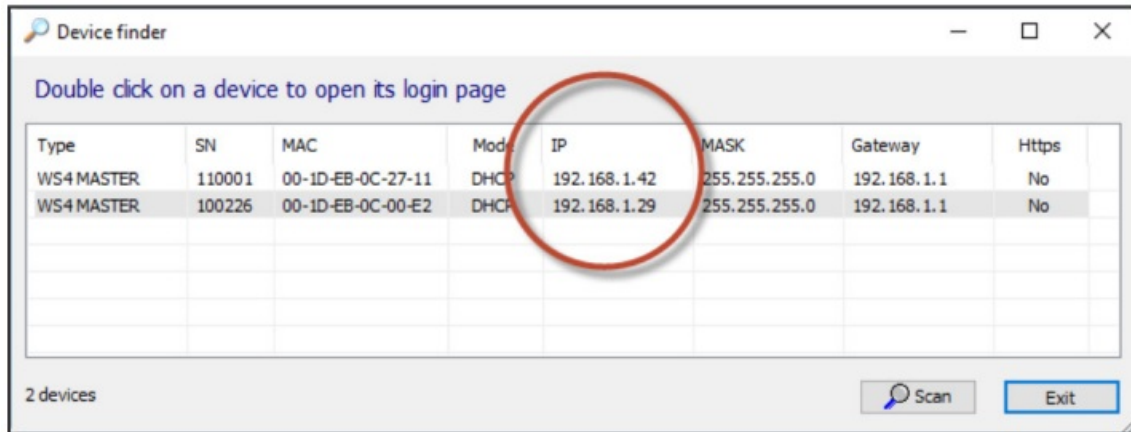 Device finder
Double click on a device to open its login page
Type SN MAC Mode IP MASK Gateway Https
WS4 MASTER 110001 00-1D-EB-0C-27-11 DHCP 192.168.1.42 255.255.255.0 192.168.1.1 No
WS4 MASTER 100226 00-1D-EB-0C-00-E2 DHCP 192.168.1.29 255.255.255.0 192.168.1.1 No
2 devices Scan Exit